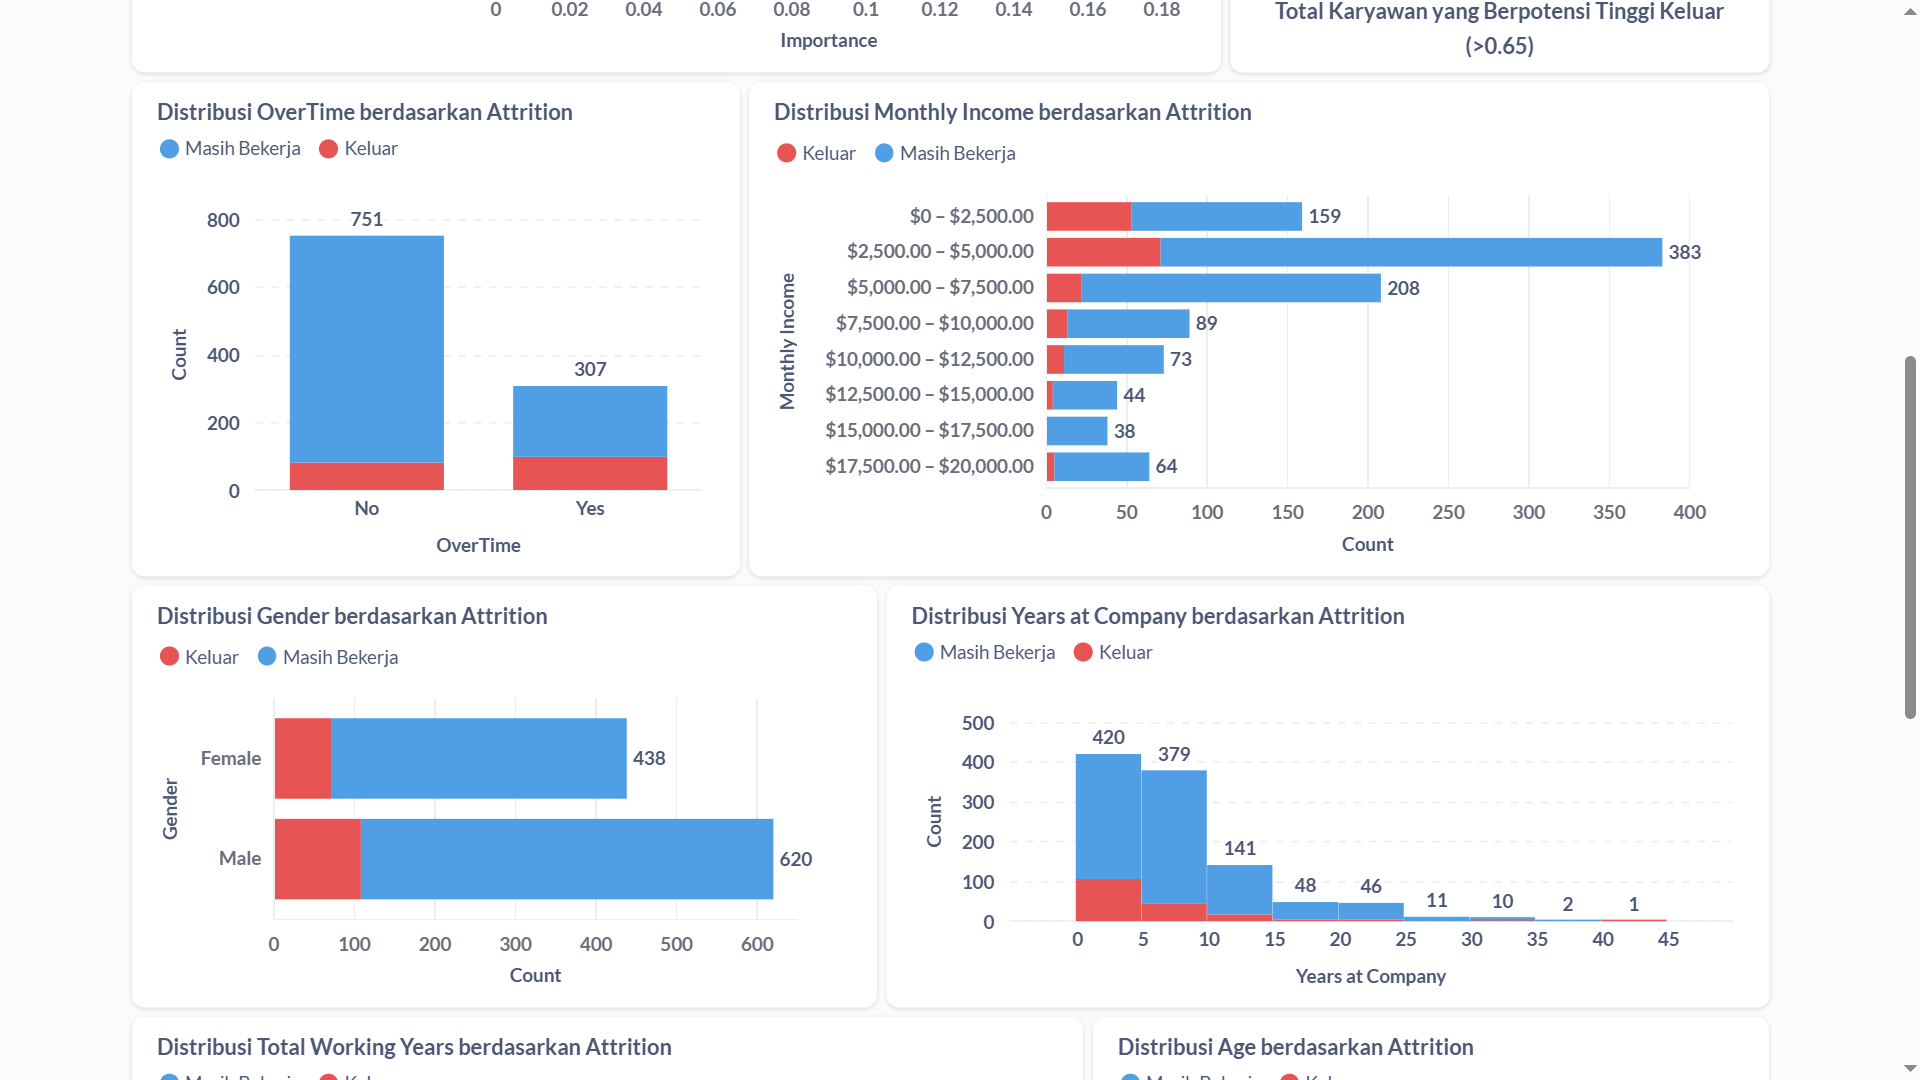 0 0.02 0.04 0.06 0.08 0.1 0.12 0.14 0.16 0.18
Importance
Total Karyawan yang Berpotensi Tinggi Keluar
(>0.65)
Distribusi OverTime berdasarkan Attrition
Masih Bekerja Keluar
800
600
400
200
0
Count
751
307
No Yes
OverTime
Distribusi Monthly Income berdasarkan Attrition
Keluar Masih Bekerja
Monthly Income
$0 – $2,500.00 159
$2,500.00 – $5,000.00 383
$5,000.00 – $7,500.00 208
$7,500.00 – $10,000.00 89
$10,000.00 – $12,500.00 73
$12,500.00 – $15,000.00 44
$15,000.00 – $17,500.00 38
$17,500.00 – $20,000.00 64
0 50 100 150 200 250 300 350 400
Count
Distribusi Gender berdasarkan Attrition
Keluar Masih Bekerja
Gender
Female 438
Male 620
0 100 200 300 400 500 600
Count
Distribusi Years at Company berdasarkan Attrition
Masih Bekerja Keluar
500
400
300
200
100
0
Count
420 379 141 48 46 11 10 2 1
0 5 10 15 20 25 30 35 40 45
Years at Company
Distribusi Total Working Years berdasarkan Attrition
Distribusi Age berdasarkan Attrition